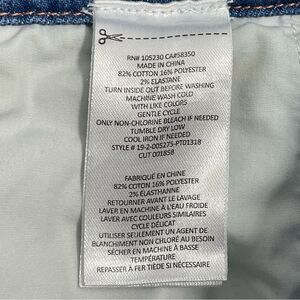 RN# 105230 CA#58350
MADE IN CHINA
82% COTTON 16% POLYESTER
2% ELASTANE
TURN INSIDE OUT BEFORE WASHING
MACHINE WASH COLD
WITH LIKE COLORS
GENTLE CYCLE
ONLY NON-CHLORINE BLEACH IF NEEDED
TUMBLE DRY LOW
COOL IRON IF NEEDED
STYLE # 19-2-005275-PT01318
CUT 001858
FABRIQUÉ EN CHINE
82% COTON 16% POLYESTER
2% ÉLASTHANNE
RETOURNER AVANT LE LAVAGE
LAVER EN MACHINE À L'EAU FROIDE
LAVER AVEC COULEURS SIMILAIRES
CYCLE DÉLICAT
UTILISER SEULEMENT UN AGENT DE
BLANCHIMENT NON CHLORÉ AU BESOIN
SÉCHER EN MACHINE À BASSE
TEMPÉRATURE
REPASSER À FER TIÈDE SI NÉCESSAIRE